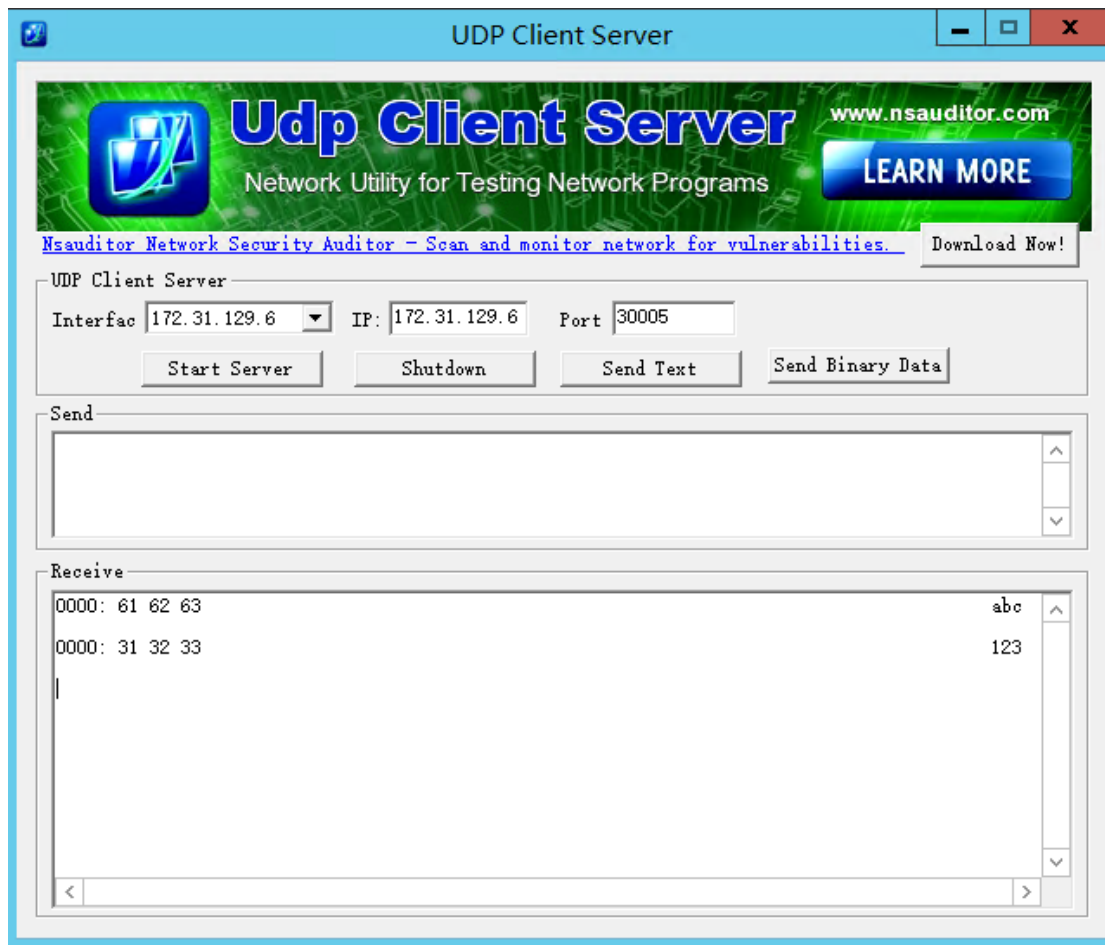 UDP Client Server
Udp Client Server
www.nsauditor.com
Network Utility for Testing Network Programs
LEARN MORE
Nsauditor Network Security Auditor - Scan and monitor network for vulnerabilities.
Download Now!
UDP Client Server
Interfac 172.31.129.6 IP: 172.31.129.6 Port 30005
Start Server Shutdown Send Text Send Binary Data
Send
Receive
0000: 61 62 63 abc
0000: 31 32 33 123